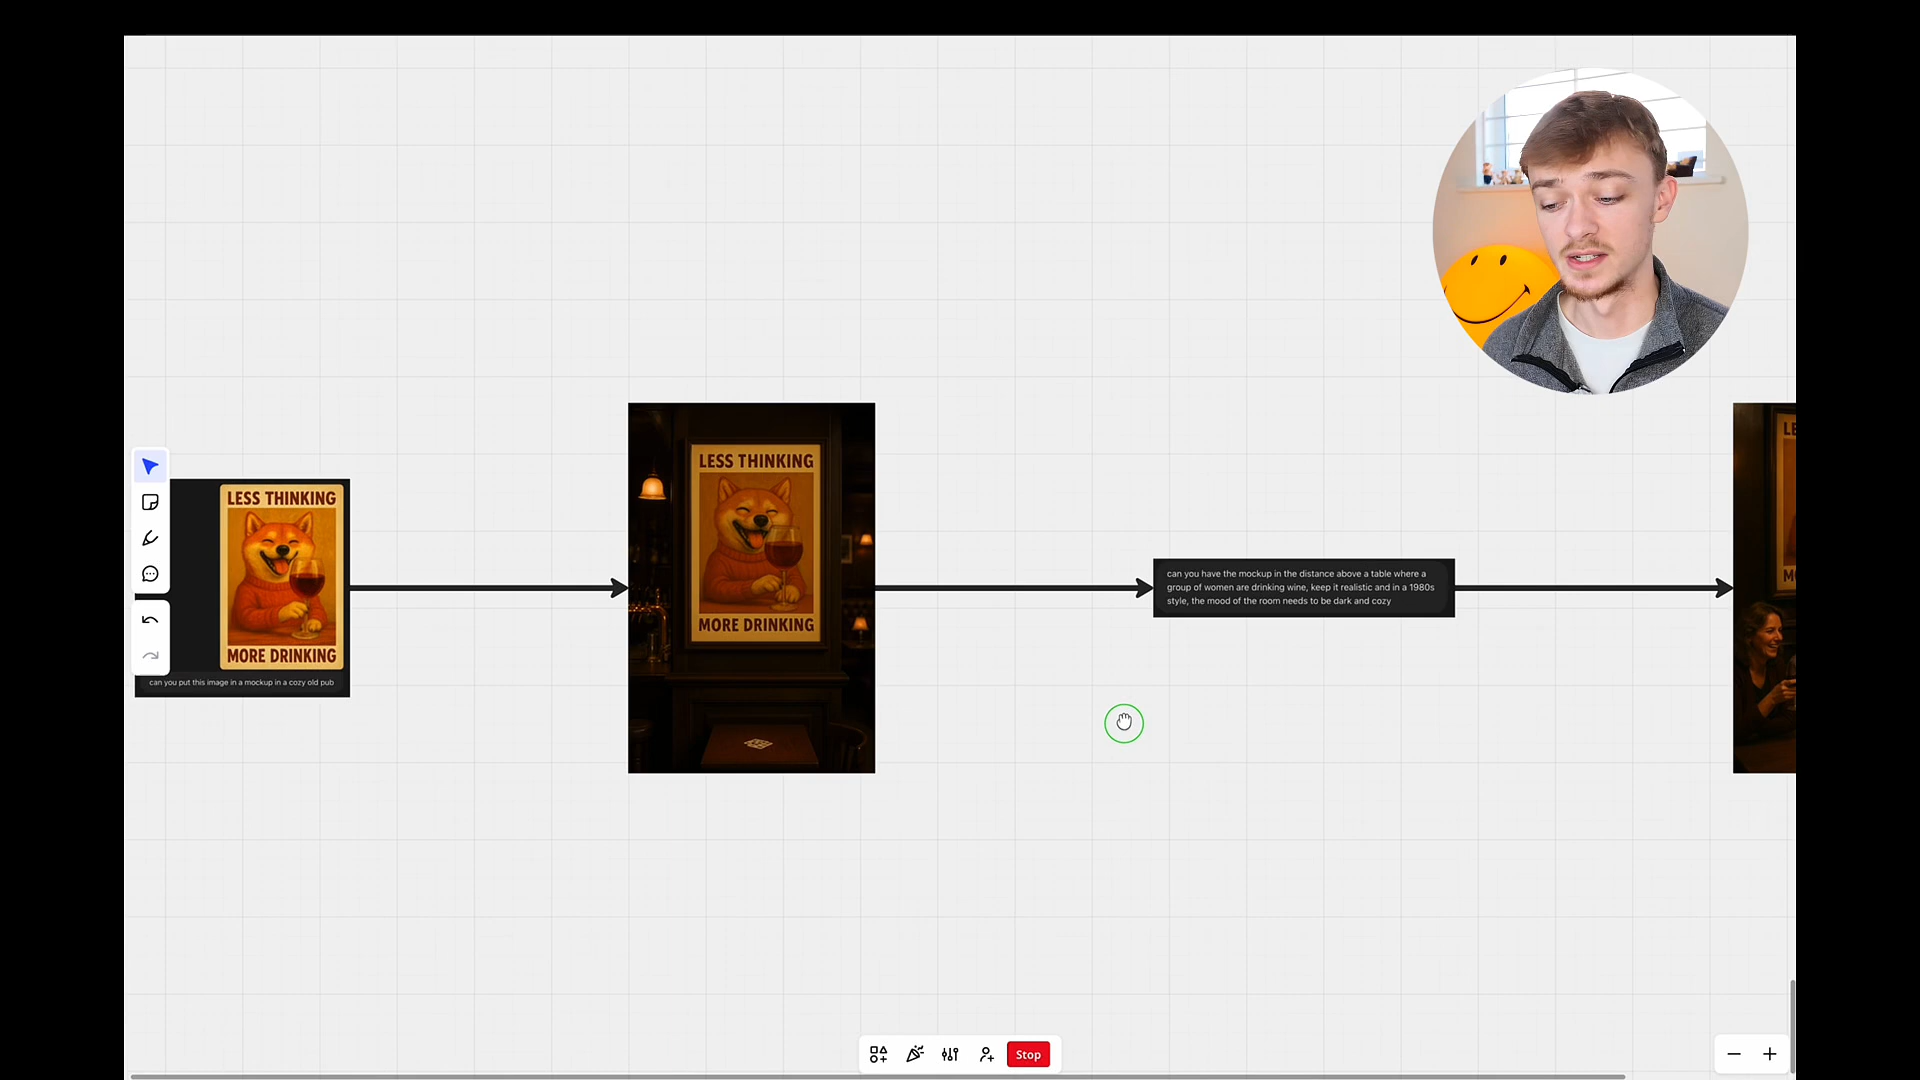 LESS THINKING
MORE DRINKING
can you put this image in a mockup in a cozy old pub
LESS THINKING
MORE DRINKING
can you have the mockup in the distance above a table where a
group of women are drinking wine, keep it realistic and in a 1980s
style, the mood of the room needs to be dark and cozy
LE
Stop